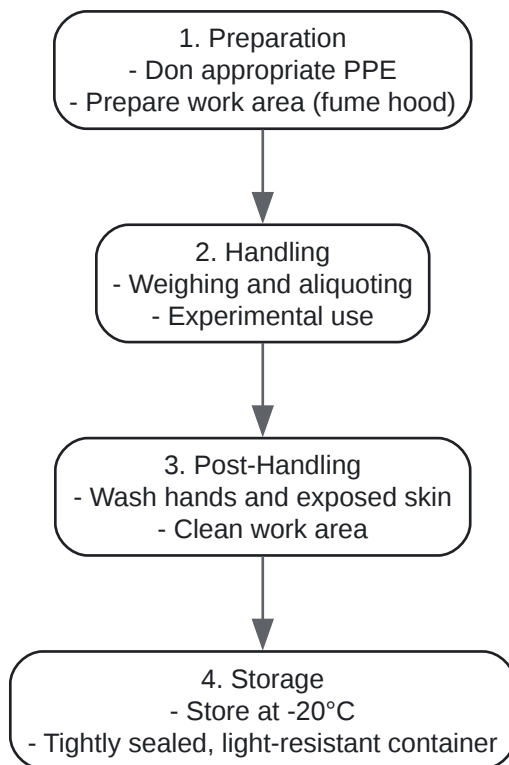 1. Preparation
- Don appropriate PPE
- Prepare work area (fume hood)
2. Handling
- Weighing and aliquoting
- Experimental use
3. Post-Handling
- Wash hands and exposed skin
- Clean work area
4. Storage
- Store at -20°C
- Tightly sealed, light-resistant container